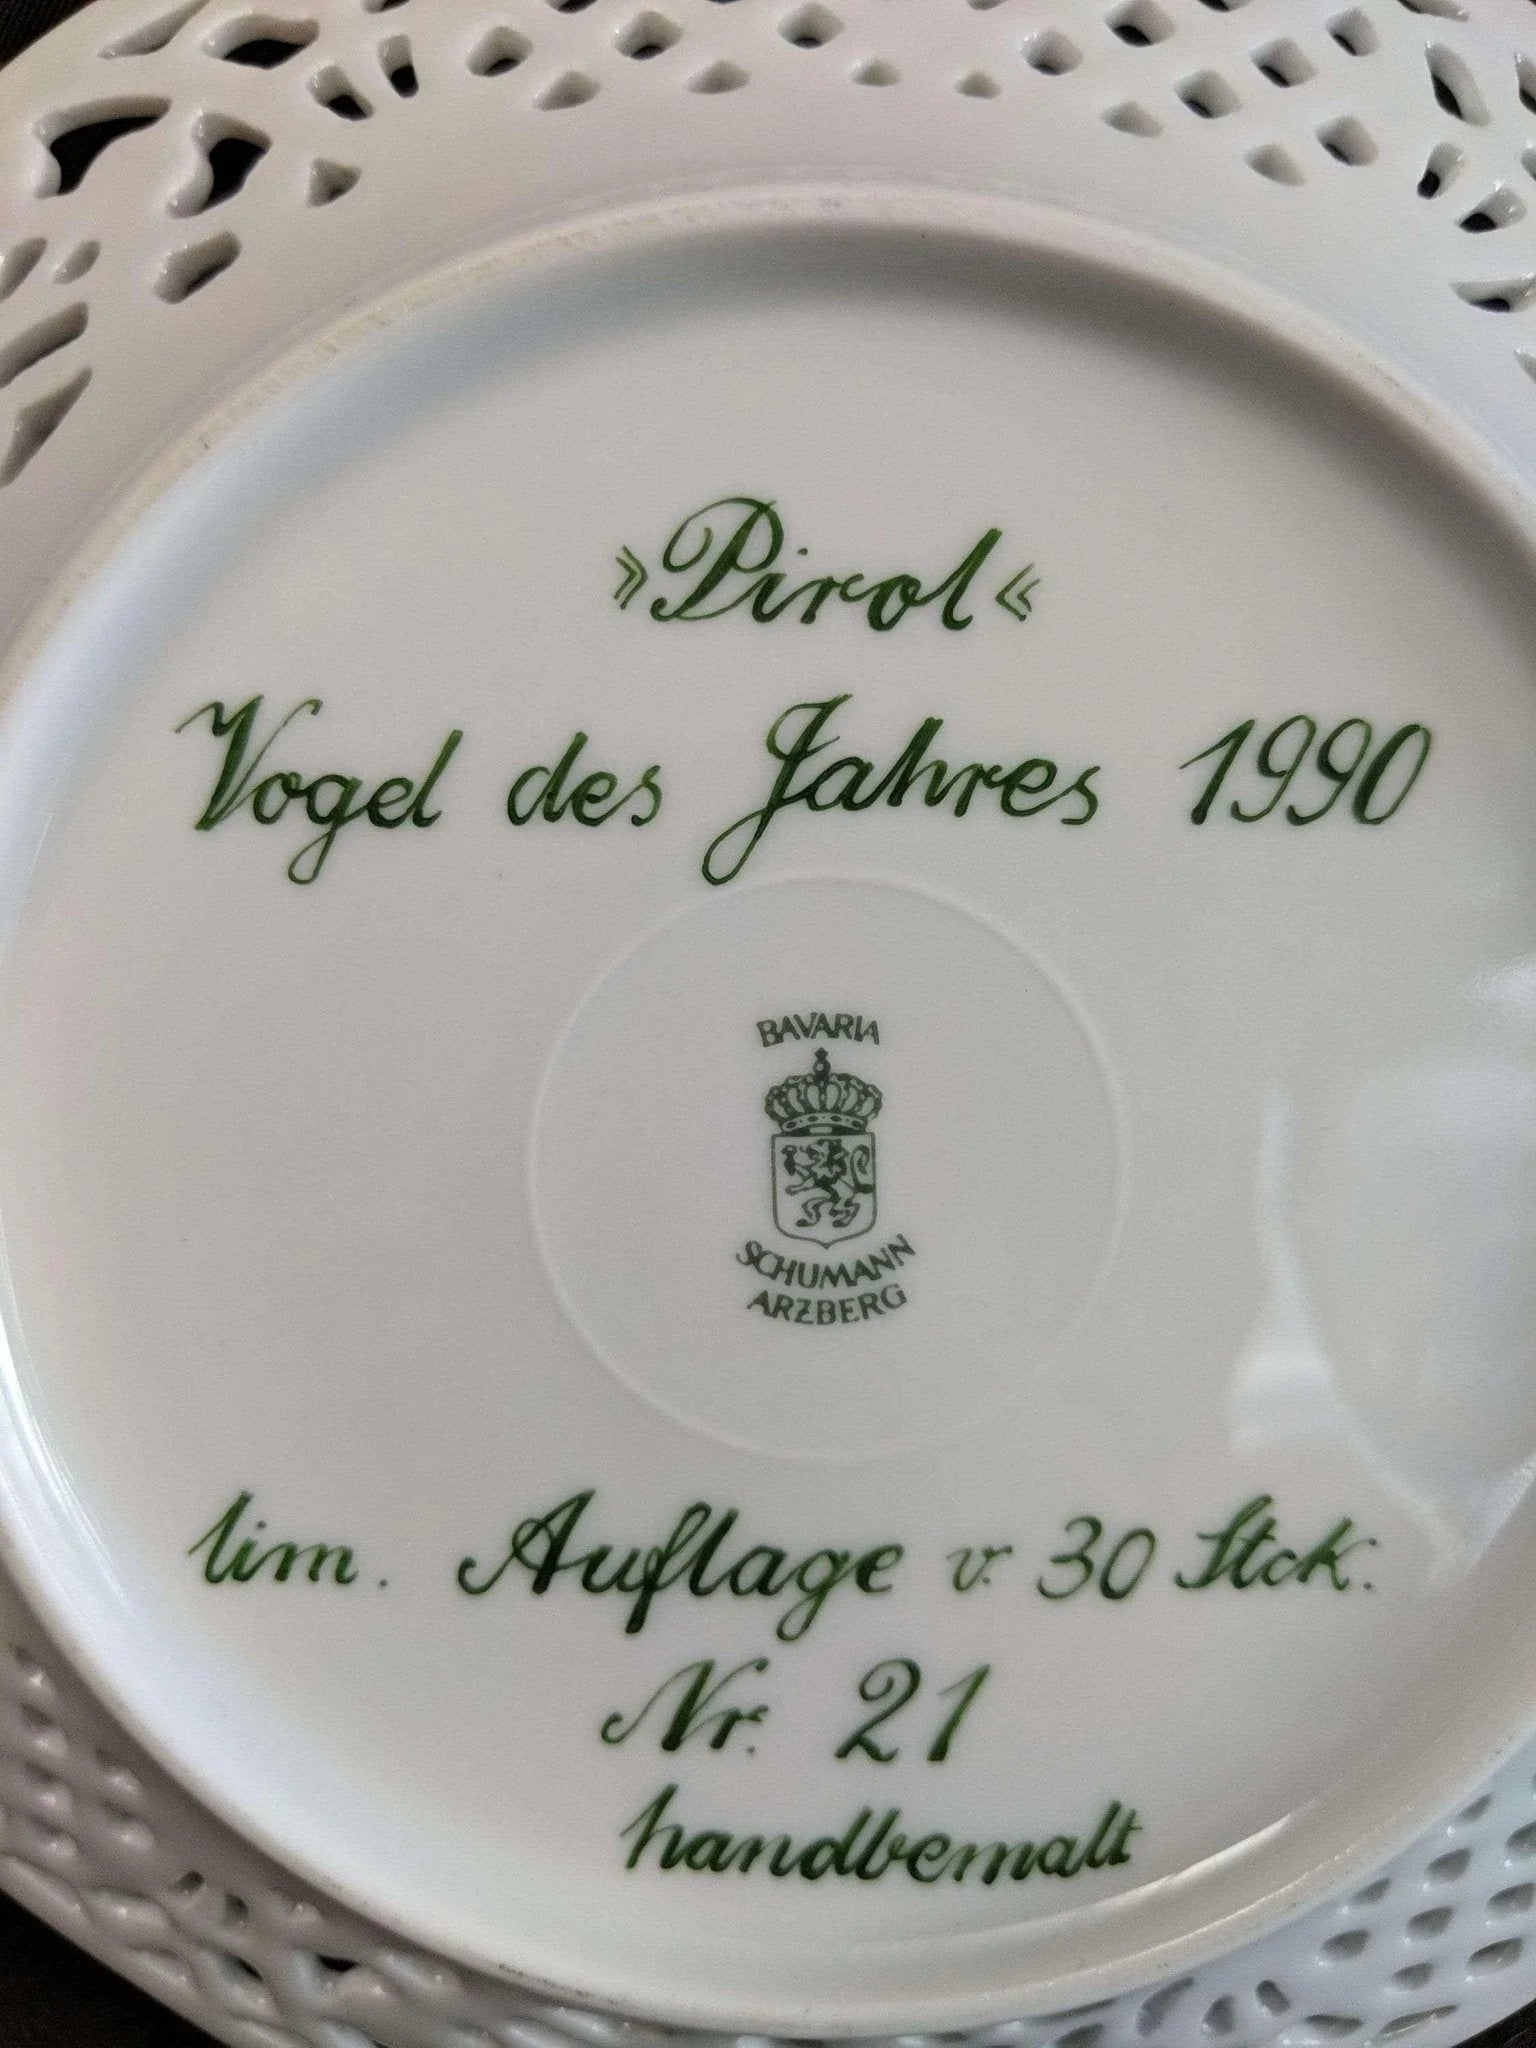 »Pirol«
Vogel des Jahres 1990
BAVARIA
SCHUMANN
ARZBERG
lim. Auflage v. 30 Stck.
Nr. 21
handbemalt